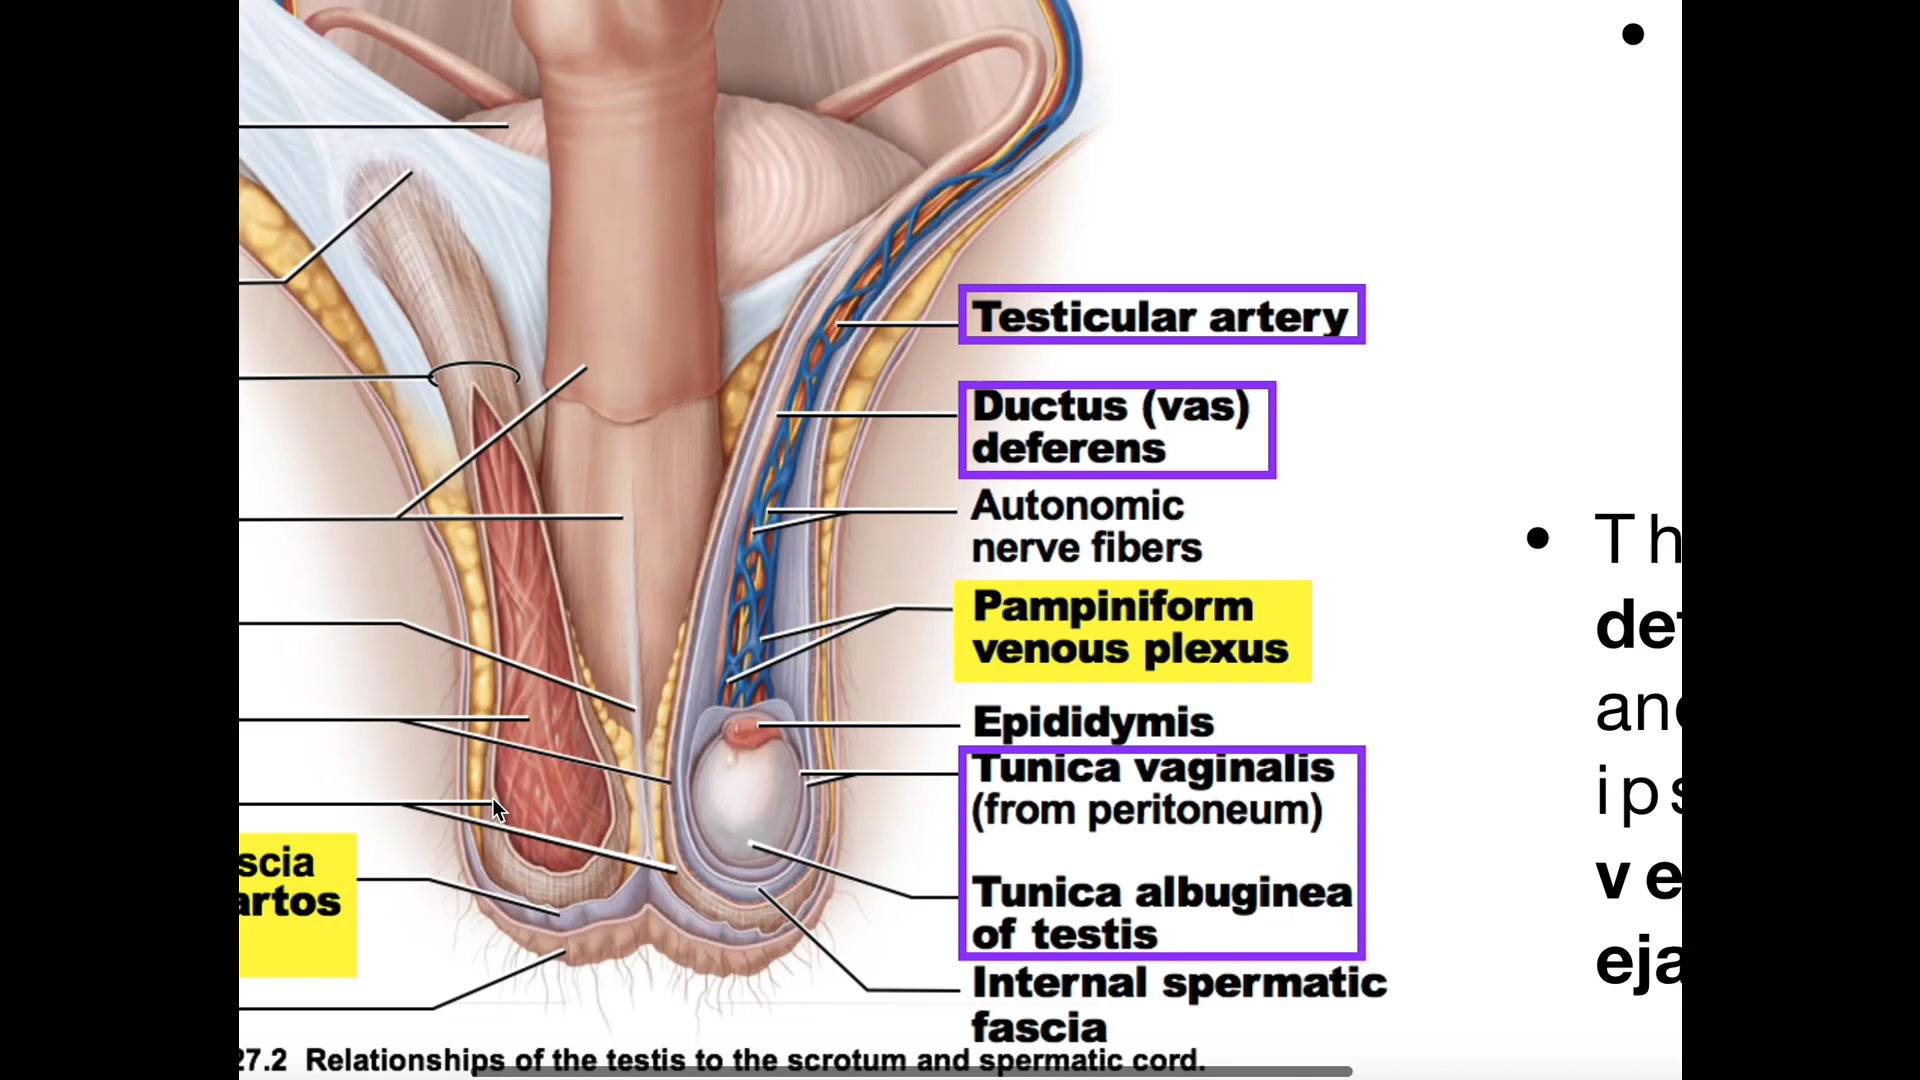 Testicular artery
Ductus (vas)
deferens
Autonomic
nerve fibers
Pampiniform
venous plexus
Epididymis
Tunica vaginalis
(from peritoneum)
Tunica albuginea
of testis
Internal spermatic
fascia
scia
artos
27.2 Relationships of the testis to the scrotum and spermatic cord.
• Th
de
and
ips
ve
eja